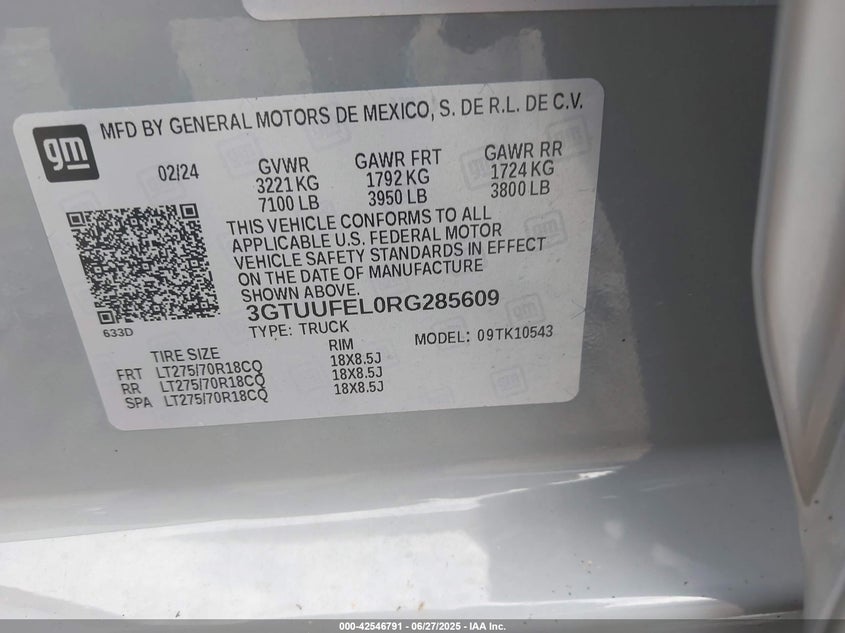 gm
MFD BY GENERAL MOTORS DE MEXICO, S. DE R.L. DE C.V.
02/24 GVWR GAWR FRT GAWR RR
3221 KG 1792 KG 1724 KG
7100 LB 3950 LB 3800 LB
THIS VEHICLE CONFORMS TO ALL
APPLICABLE U.S. FEDERAL MOTOR
VEHICLE SAFETY STANDARDS IN EFFECT
ON THE DATE OF MANUFACTURE
SHOWN ABOVE.
3GTUUFEL0RG285609
633D
TYPE: TRUCK MODEL: 09TK10543
TIRE SIZE RIM
FRT LT275/70R18CQ 18X8.5J
RR LT275/70R18CQ 18X8.5J
SPA LT275/70R18CQ 18X8.5J
000-42546791 - 06/27/2025 - IAA Inc.